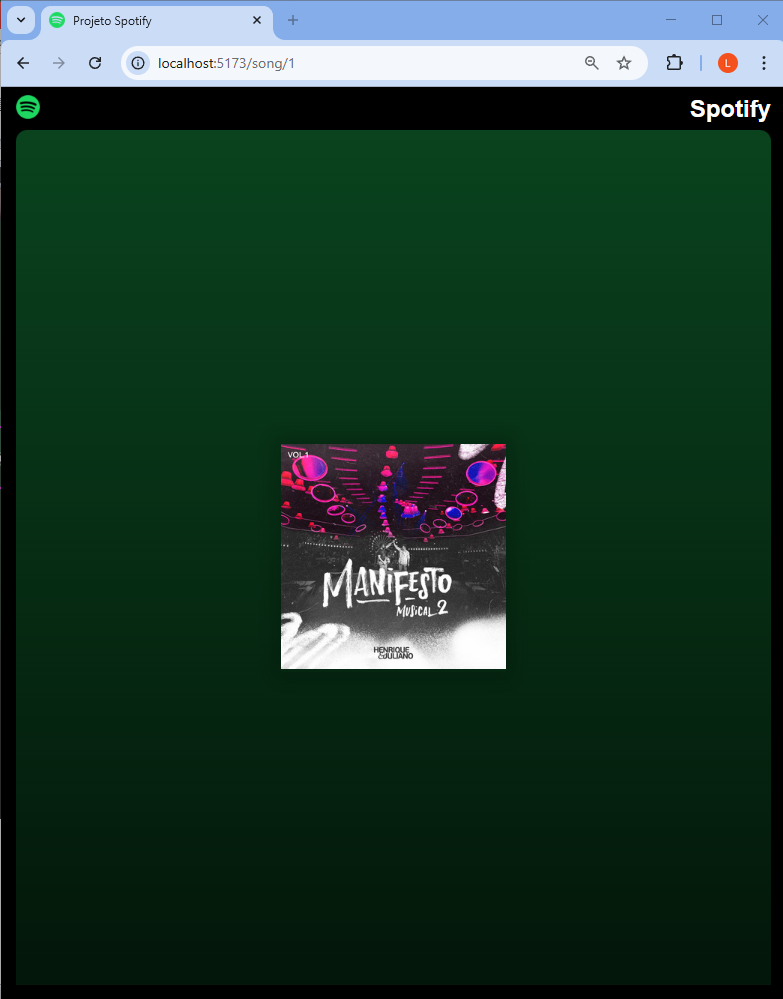 Projeto Spotify
localhost:5173/song/1
L
Spotify
VOL.1
MANIFESTO
MUSICAL 2
HENRIQUE
&JULIANO